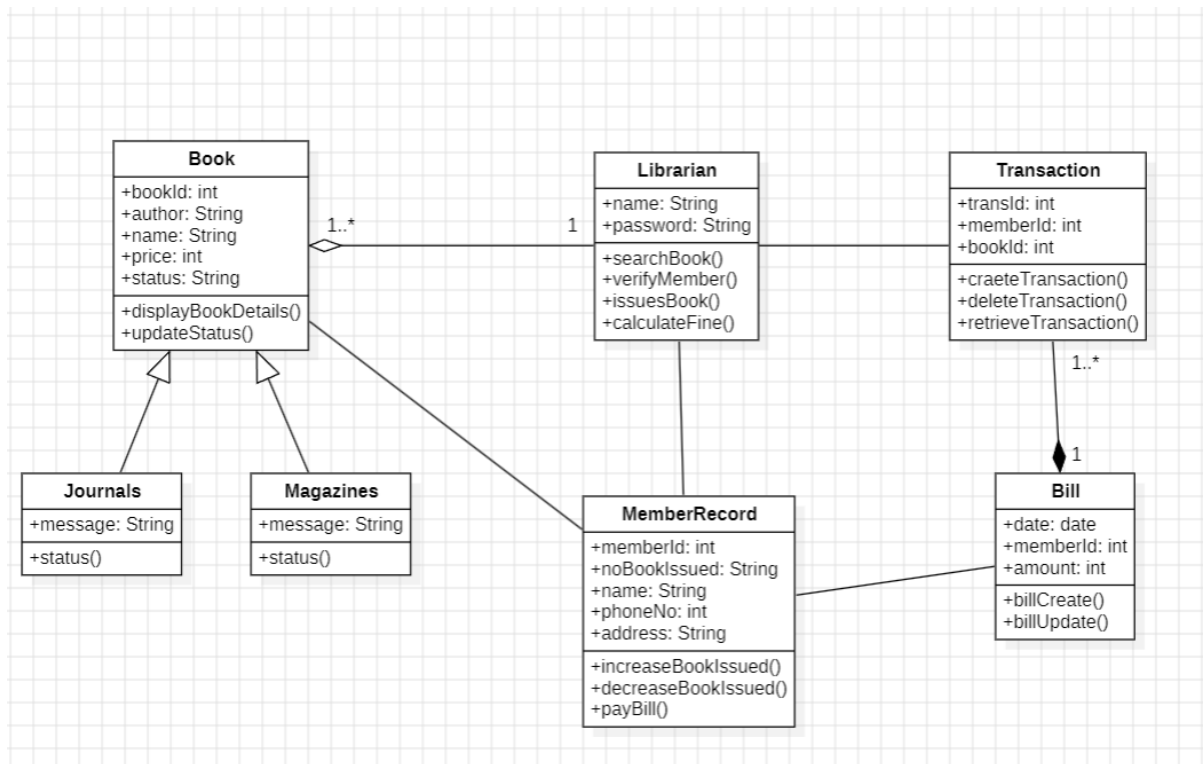 Book
+bookId: int
+author: String
+name: String
+price: int
+status: String
+displayBookDetails()
+updateStatus()
1..*
1
Librarian
+name: String
+password: String
+searchBook()
+verifyMember()
+issuesBook()
+calculateFine()
Transaction
+transId: int
+memberId: int
+bookId: int
+craeteTransaction()
+deleteTransaction()
+retrieveTransaction()
1..*
1
Journals
+message: String
+status()
Magazines
+message: String
+status()
MemberRecord
+memberId: int
+noBookIssued: String
+name: String
+phoneNo: int
+address: String
+increaseBookIssued()
+decreaseBookIssued()
+payBill()
Bill
+date: date
+memberId: int
+amount: int
+billCreate()
+billUpdate()